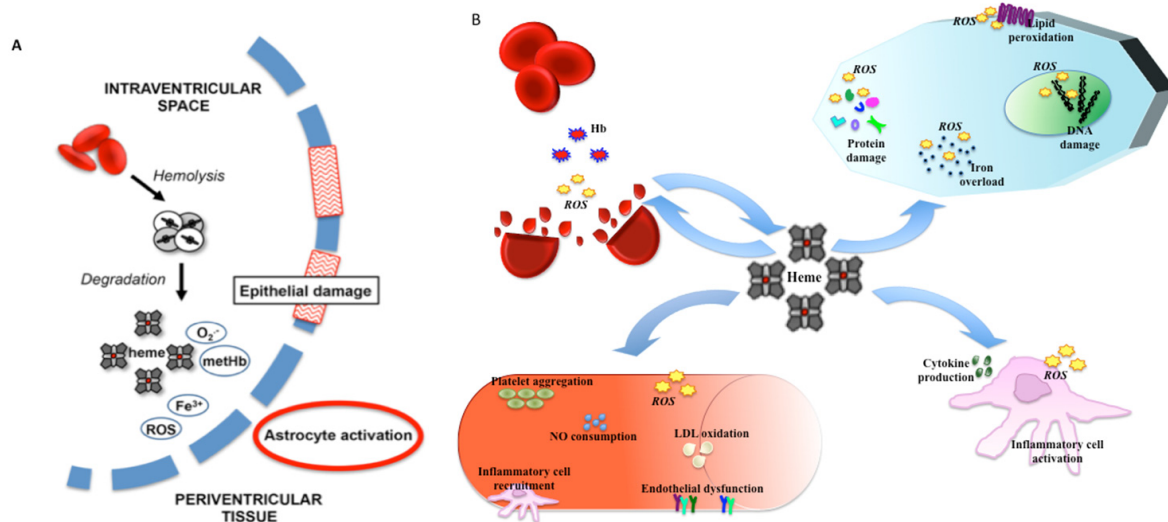 A
INTRAVENTRICULAR
SPACE
Hemolysis
Degradation
Epithelial damage
heme
O₂·-
metHb
Fe³⁺
ROS
Astrocyte activation
PERIVENTRICULAR
TISSUE
B
Hb
ROS
Heme
ROS
Lipid
peroxidation
ROS
Protein
damage
ROS
DNA
damage
ROS
Iron
overload
Platelet aggregation
ROS
NO consumption
LDL oxidation
Inflammatory cell
recruitment
Endothelial dysfunction
Cytokine
production
ROS
Inflammatory cell
activation